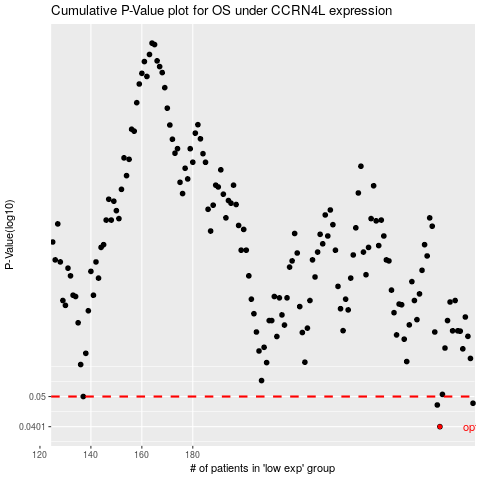 Cumulative P-Value plot for OS under CCRN4L expression
P-Value(log10)
0.05
0.0401
120 140 160 180
# of patients in 'low exp' group